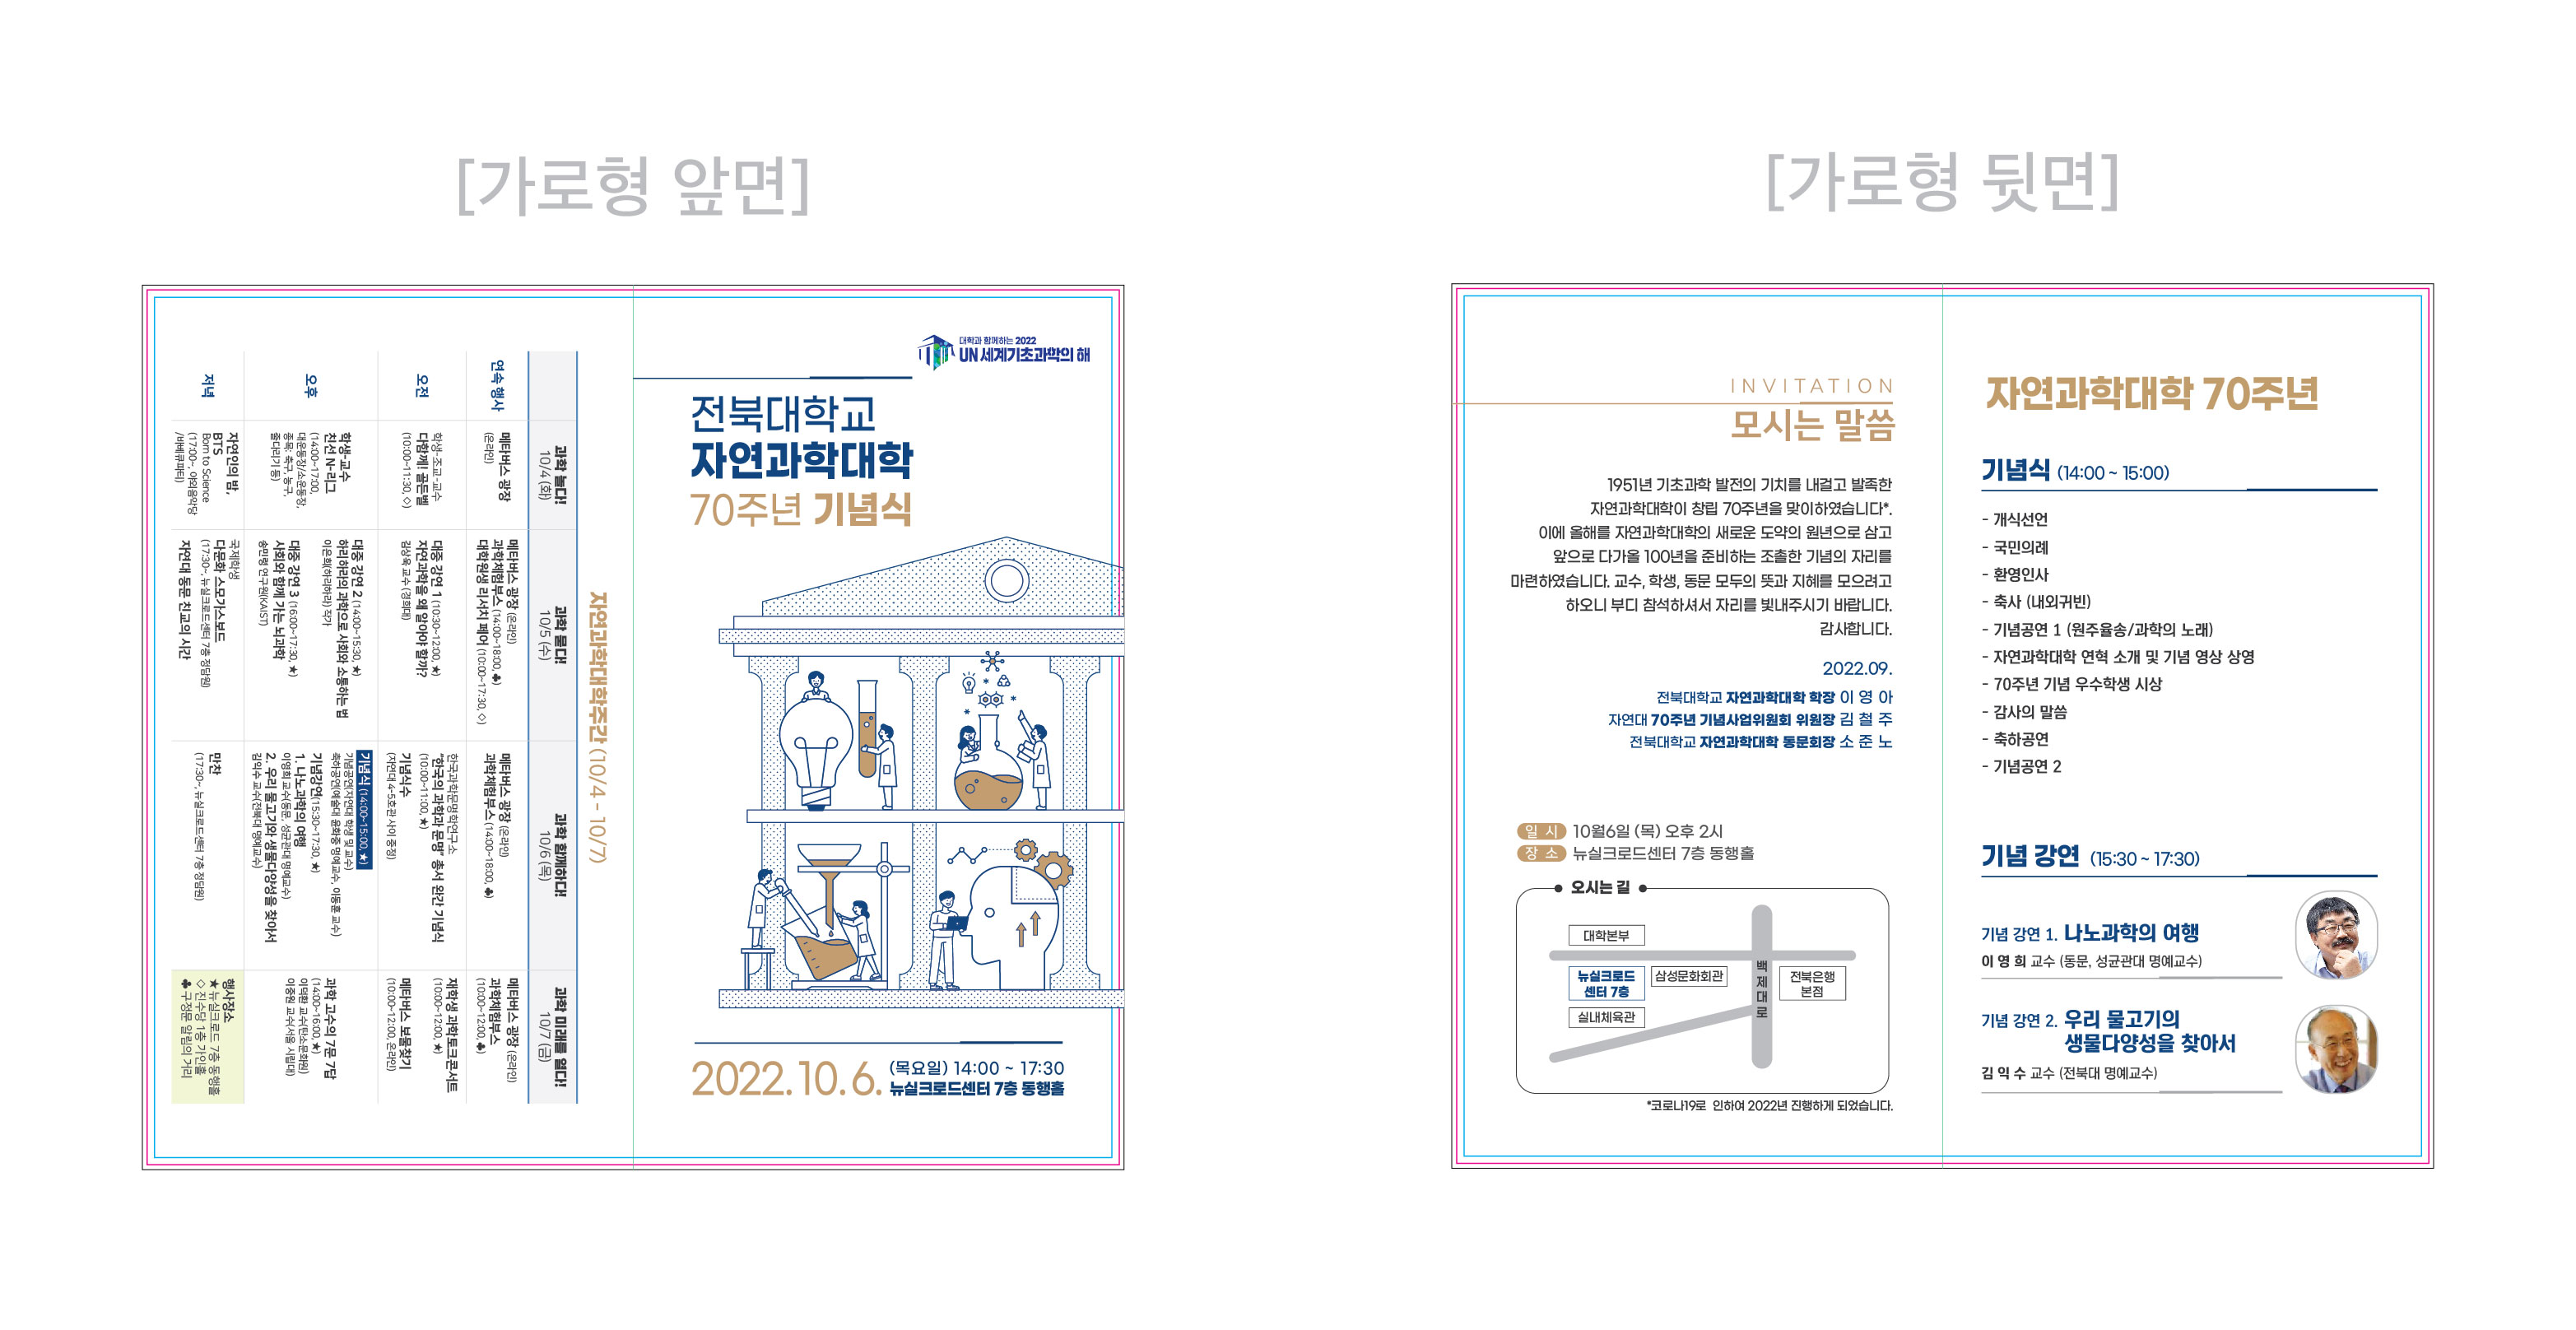 [가로형 앞면]
자연과학대학주간 (10/4 - 10/7)
과학 놀다!
10/4 (화)
과학 묻다!
10/5 (수)
과학 함께하다!
10/6 (목)
과학 미래를 열다!
10/7 (금)
연속 행사
메타버스 광장
(온라인)
메타버스 광장 (온라인)
과학체험부스 (14:00~18:00, ♣)
대학원생 리서치 페어 (10:00~17:30, ◇)
메타버스 광장 (온라인)
과학체험부스 (14:00~18:00, ♣)
메타버스 광장 (온라인)
과학체험부스
(10:00~12:00, ♣)
오전
학생-조교-교수
다함께! 골든벨
(10:00~11:30, ◇)
대중 강연 1 (10:30~12:00, ★)
자연과학을 왜 알아야 할까?
김상욱 교수 (경희대)
한국과학문명학연구소
"한국의 과학과 문명" 총서 완간 기념식
(10:00~11:00, ★)
기념식수
(자연대 4-5호관 사이 중정)
재학생 과학토크콘서트
(10:00~12:00, ★)
메타버스 보물찾기
(10:00~12:00, 온라인)
오후
학생-교수
친선 N-리그
(14:00~17:00,
대운동장/소운동장,
종목: 축구, 농구,
줄다리기 등)
대중 강연 2 (14:00~15:30, ★)
하리하라의 과학으로 사회와 소통하는 법
이은희(하리하라) 작가
대중 강연 3 (16:00~17:30, ★)
사회와 함께 가는 뇌과학
송민령 연구원(KAIST)
기념식 (14:00~15:00, ★)
기념공연(자연대 학생 및 교수)
축하공연(예술대 윤화중 명예교수, 이동훈 교수)
기념강연(15:30~17:30, ★)
1. 나노과학의 여행
이영희 교수(동문, 성균관대 명예교수)
2. 우리 물고기와 생물다양성을 찾아서
김익수 교수(전북대 명예교수)
과학 고수의 7문 7답
(14:00~16:00, ★)
이덕환 교수(탄소문화원)
이중원 교수(서울 시립대)
저녁
자연인의 밤,
BTS
Born to Science
(17:00~, 야외음악당
/바베큐파티)
국제학생
다문화 스모가스보드
(17:30~, 뉴실크로드센터 7층 정담원)
자연대 동문 친교의 시간
만찬
(17:30~, 뉴실크로드센터 7층 정담원)
행사장소
★ 뉴실크로드 7층 동행홀
◇ 진수당 1층 가인홀
♣ 구정문 알림의 거리
대학과 함께하는 2022
UN 세계기초과학의 해
전북대학교
자연과학대학
70주년 기념식
2022.10.6.
(목요일) 14:00 ~ 17:30
뉴실크로드센터 7층 동행홀
[가로형 뒷면]
INVITATION
모시는 말씀
1951년 기초과학 발전의 기치를 내걸고 발족한
자연과학대학이 창립 70주년을 맞이하였습니다*.
이에 올해를 자연과학대학의 새로운 도약의 원년으로 삼고
앞으로 다가올 100년을 준비하는 조촐한 기념의 자리를
마련하였습니다. 교수, 학생, 동문 모두의 뜻과 지혜를 모으려고
하오니 부디 참석하셔서 자리를 빛내주시기 바랍니다.
감사합니다.
2022.09.
전북대학교 자연과학대학 학장 이 영 아
자연대 70주년 기념사업위원회 위원장 김 철 주
전북대학교 자연과학대학 동문회장 소 준 노
일 시 10월6일 (목) 오후 2시
장 소 뉴실크로드센터 7층 동행홀
오시는 길
대학본부
뉴실크로드
센터 7층
삼성문화회관
백제대로
전북은행
본점
실내체육관
*코로나19로 인하여 2022년 진행하게 되었습니다.
자연과학대학 70주년
기념식 (14:00 ~ 15:00)
- 개식선언
- 국민의례
- 환영인사
- 축사 (내외귀빈)
- 기념공연 1 (원주율송/과학의 노래)
- 자연과학대학 연혁 소개 및 기념 영상 상영
- 70주년 기념 우수학생 시상
- 감사의 말씀
- 축하공연
- 기념공연 2
기념 강연 (15:30 ~ 17:30)
기념 강연 1. 나노과학의 여행
이 영 희 교수 (동문, 성균관대 명예교수)
기념 강연 2. 우리 물고기의
생물다양성을 찾아서
김 익 수 교수 (전북대 명예교수)